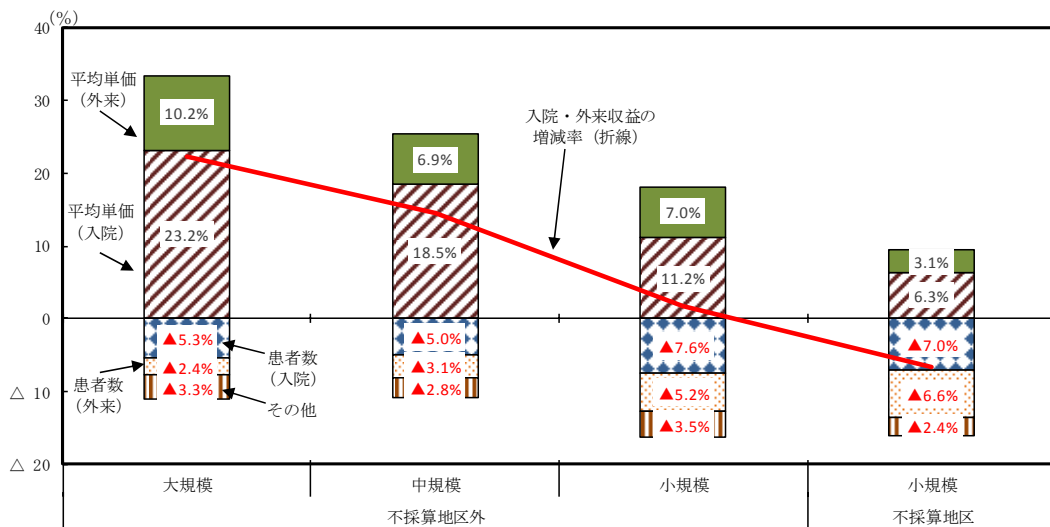 (%)
40
30
20
10
0
△ 10
△ 20
平均単価
（外来）
平均単価
（入院）
入院・外来収益の
増減率（折線）
10.2%
23.2%
▲5.3%
▲2.4%
▲3.3%
6.9%
18.5%
▲5.0%
▲3.1%
▲2.8%
7.0%
11.2%
▲7.6%
▲5.2%
▲3.5%
3.1%
6.3%
▲7.0%
▲6.6%
▲2.4%
患者数
（入院）
患者数
（外来）
その他
大規模
中規模
小規模
小規模
不採算地区外
不採算地区